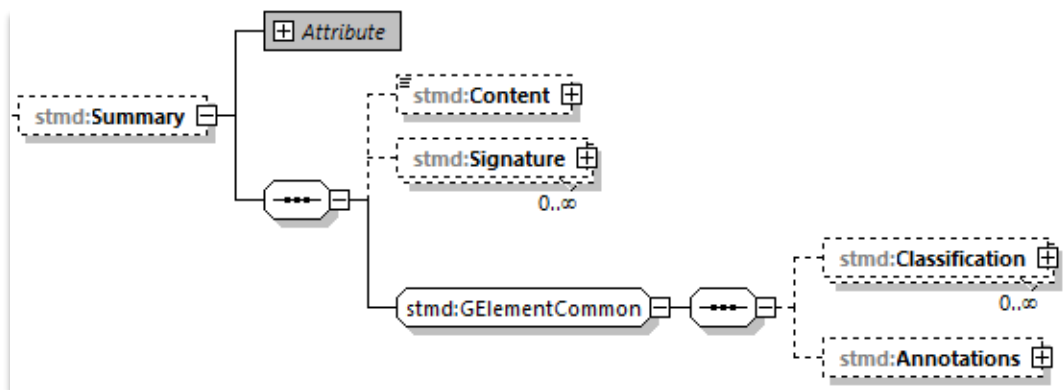 Attribute
stmd:Summary
stmd:Content
stmd:Signature
0..∞
stmd:GElementCommon
stmd:Classification
0..∞
stmd:Annotations